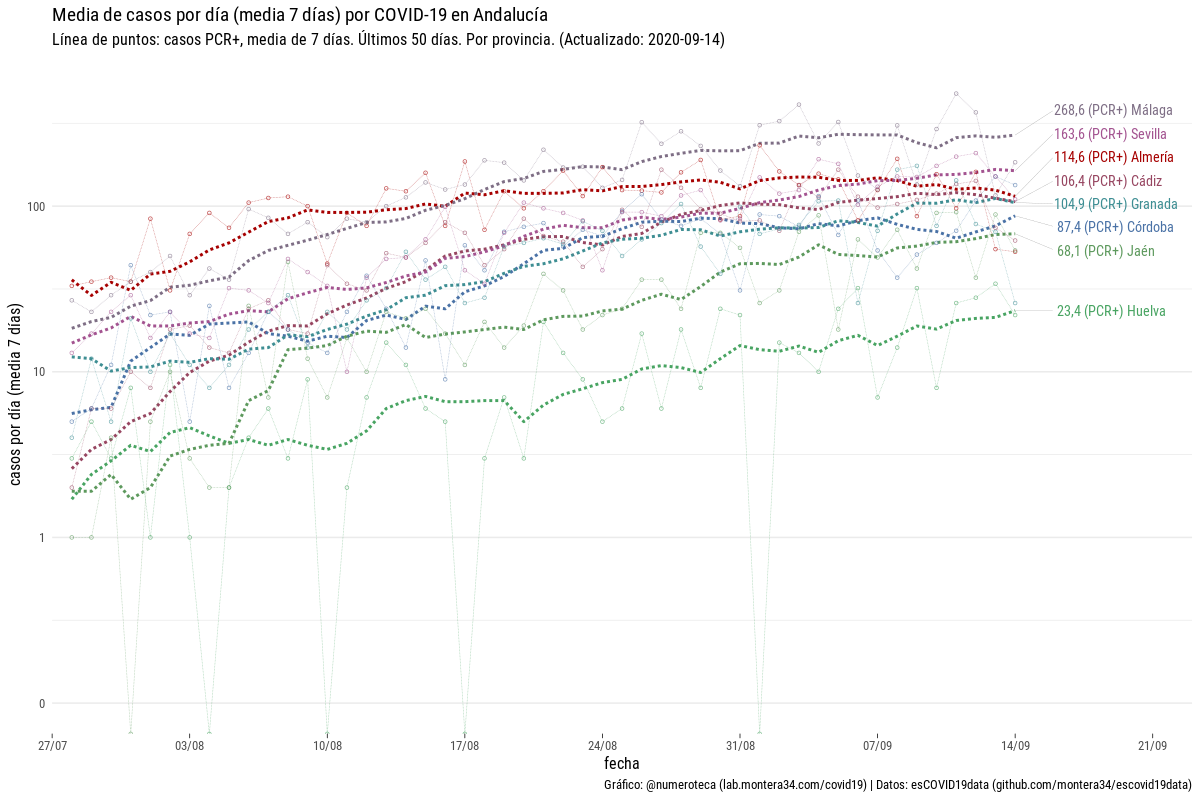 Media de casos por día (media 7 días) por COVID-19 en Andalucía
Línea de puntos: casos PCR+, media de 7 días. Últimos 50 días. Por provincia. (Actualizado: 2020-09-14)
casos por día (media 7 días)
100
10
1
0
268,6 (PCR+) Málaga
163,6 (PCR+) Sevilla
114,6 (PCR+) Almería
106,4 (PCR+) Cádiz
104,9 (PCR+) Granada
87,4 (PCR+) Córdoba
68,1 (PCR+) Jaén
23,4 (PCR+) Huelva
27/07 03/08 10/08 17/08 24/08 31/08 07/09 14/09 21/09
fecha
Gráfico: @numeroteca (lab.montera34.com/covid19) | Datos: esCOVID19data (github.com/montera34/escovid19data)